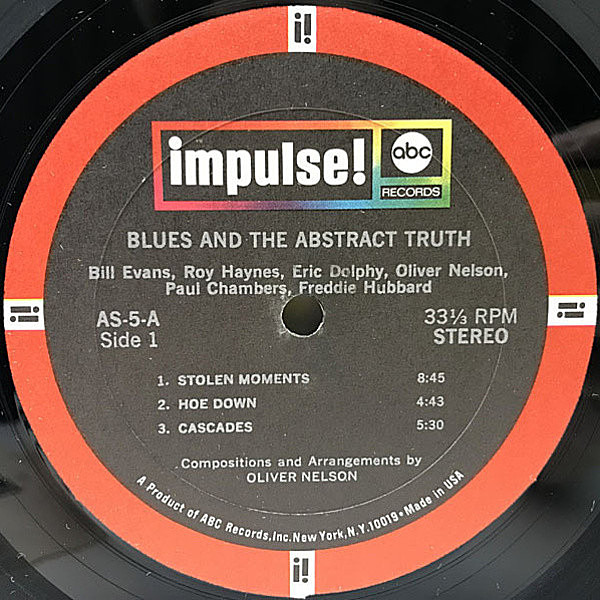 i!
impulse! abc
RECORDS
BLUES AND THE ABSTRACT TRUTH
Bill Evans, Roy Haynes, Eric Dolphy, Oliver Nelson,
Paul Chambers, Freddie Hubbard
AS-5-A 33⅓ RPM
Side 1 STEREO
i! i!
1. STOLEN MOMENTS 8:45
2. HOE DOWN 4:43
3. CASCADES 5:30
Compositions and Arrangements by
OLIVER NELSON
A Product of ABC Records, Inc. New York, N.Y. 10019 • Made in USA
i!